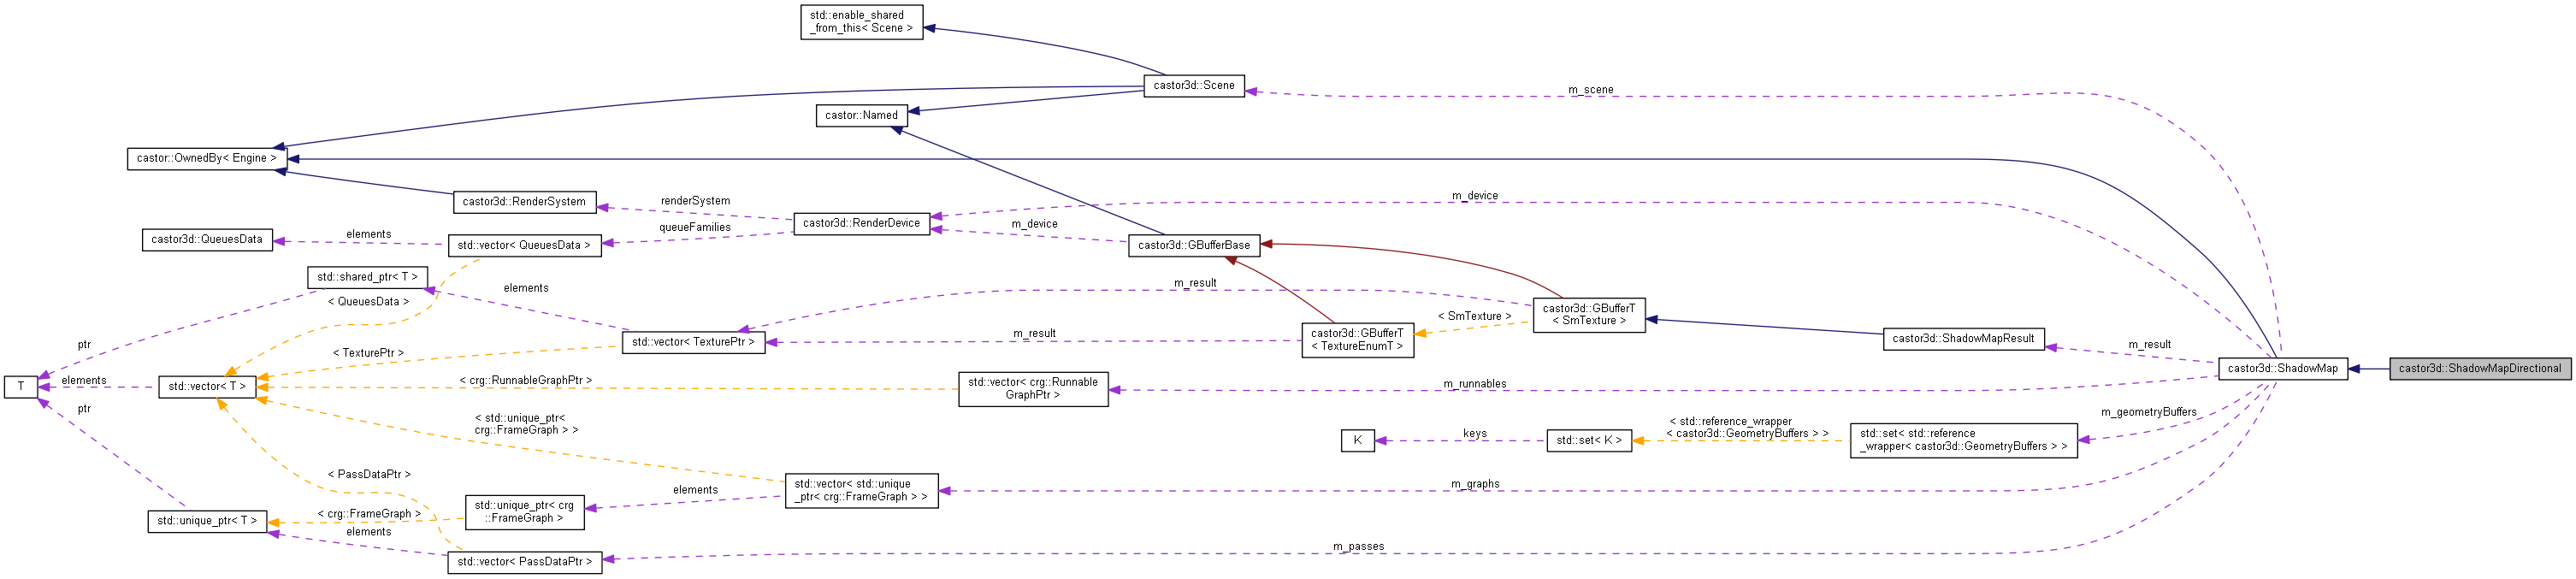 std::enable_shared
_from_this< Scene >
castor3d::Scene
m_scene
castor::Named
castor::OwnedBy< Engine >
castor3d::RenderSystem
renderSystem
m_device
castor3d::RenderDevice
m_device
queueFamilies
castor3d::QueuesData
elements
std::vector< QueuesData >
castor3d::GBufferBase
std::shared_ptr< T >
elements
m_result
< QueuesData >
castor3d::GBufferT
< SmTexture >
< SmTexture >
castor3d::GBufferT
< TextureEnumT >
m_result
std::vector< TexturePtr >
castor3d::ShadowMapResult
m_result
ptr
< TexturePtr >
castor3d::ShadowMap
castor3d::ShadowMapDirectional
T
elements
std::vector< T >
< crg::RunnableGraphPtr >
std::vector< crg::Runnable
GraphPtr >
m_runnables
ptr
< std::unique_ptr<
crg::FrameGraph > >
m_geometryBuffers
K
keys
std::set< K >
< std::reference_wrapper
< castor3d::GeometryBuffers > >
std::set< std::reference
_wrapper< castor3d::GeometryBuffers > >
< PassDataPtr >
std::vector< std::unique
_ptr< crg::FrameGraph > >
m_graphs
elements
std::unique_ptr< crg
::FrameGraph >
< crg::FrameGraph >
std::unique_ptr< T >
elements
std::vector< PassDataPtr >
m_passes